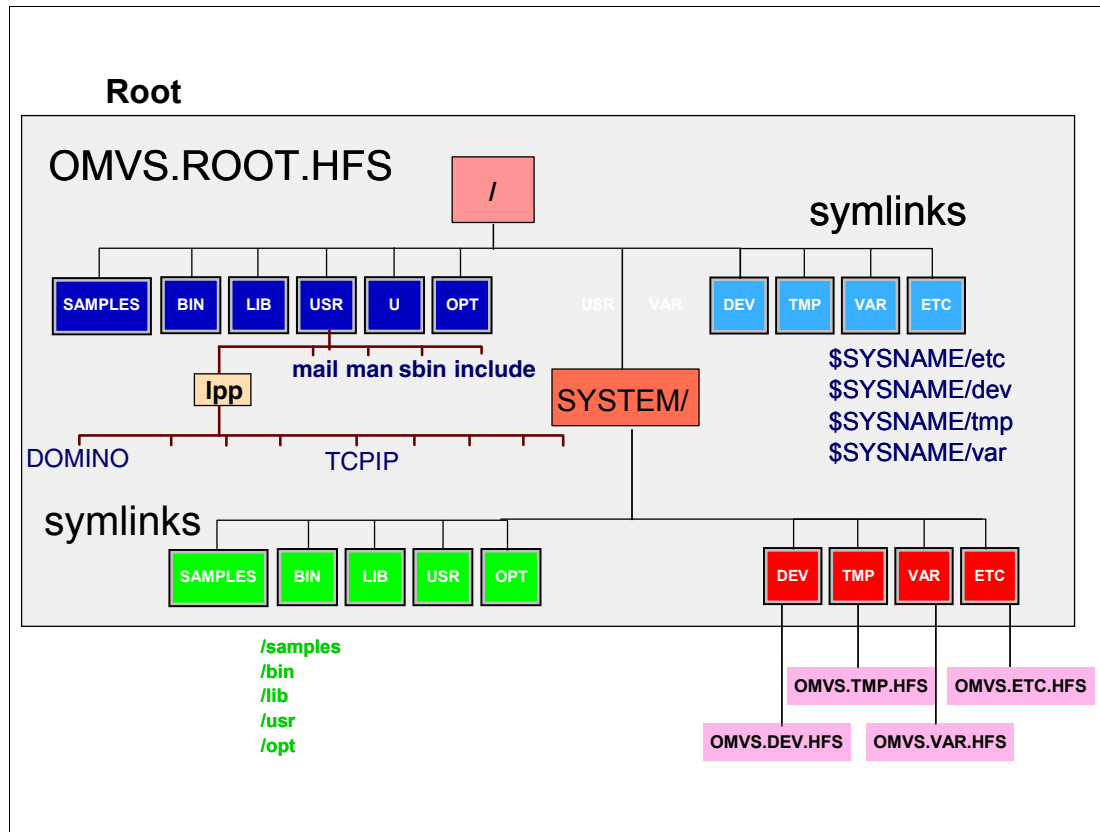 Root
OMVS.ROOT.HFS
/
symlinks
SAMPLES BIN LIB USR U OPT USR VAR DEV TMP VAR ETC
mail man sbin include
$SYSNAME/etc
lpp
$SYSNAME/dev
SYSTEM/
$SYSNAME/tmp
$SYSNAME/var
DOMINO TCPIP
symlinks
SAMPLES BIN LIB USR OPT DEV TMP VAR ETC
/samples
/bin
/lib
/usr
/opt
OMVS.TMP.HFS OMVS.ETC.HFS
OMVS.DEV.HFS OMVS.VAR.HFS